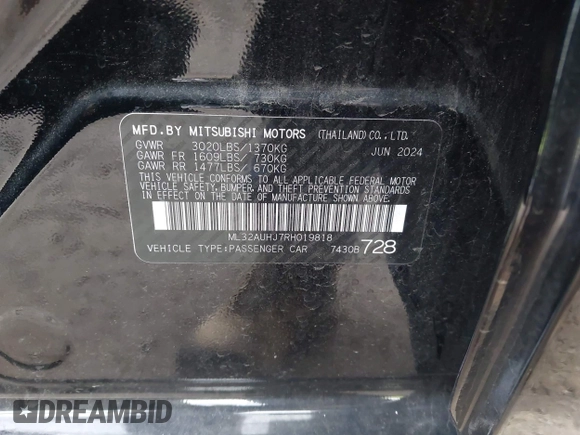 MFD.BY MITSUBISHI MOTORS (THAILAND) CO., LTD.
GVWR 3020LBS/1370KG JUN 2024
GAWR FR 1609LBS/ 730KG
GAWR RR 1477LBS/ 670KG
THIS VEHICLE CONFORMS TO ALL APPLICABLE FEDERAL MOTOR
VEHICLE SAFETY, BUMPER, AND THEFT PREVENTION STANDARDS
IN EFFECT ON THE DATE OF MANUFACTURE SHOWN ABOVE.
ML32AUHJ7RH019818
VEHICLE TYPE:PASSENGER CAR 74308 728
DREAMBID